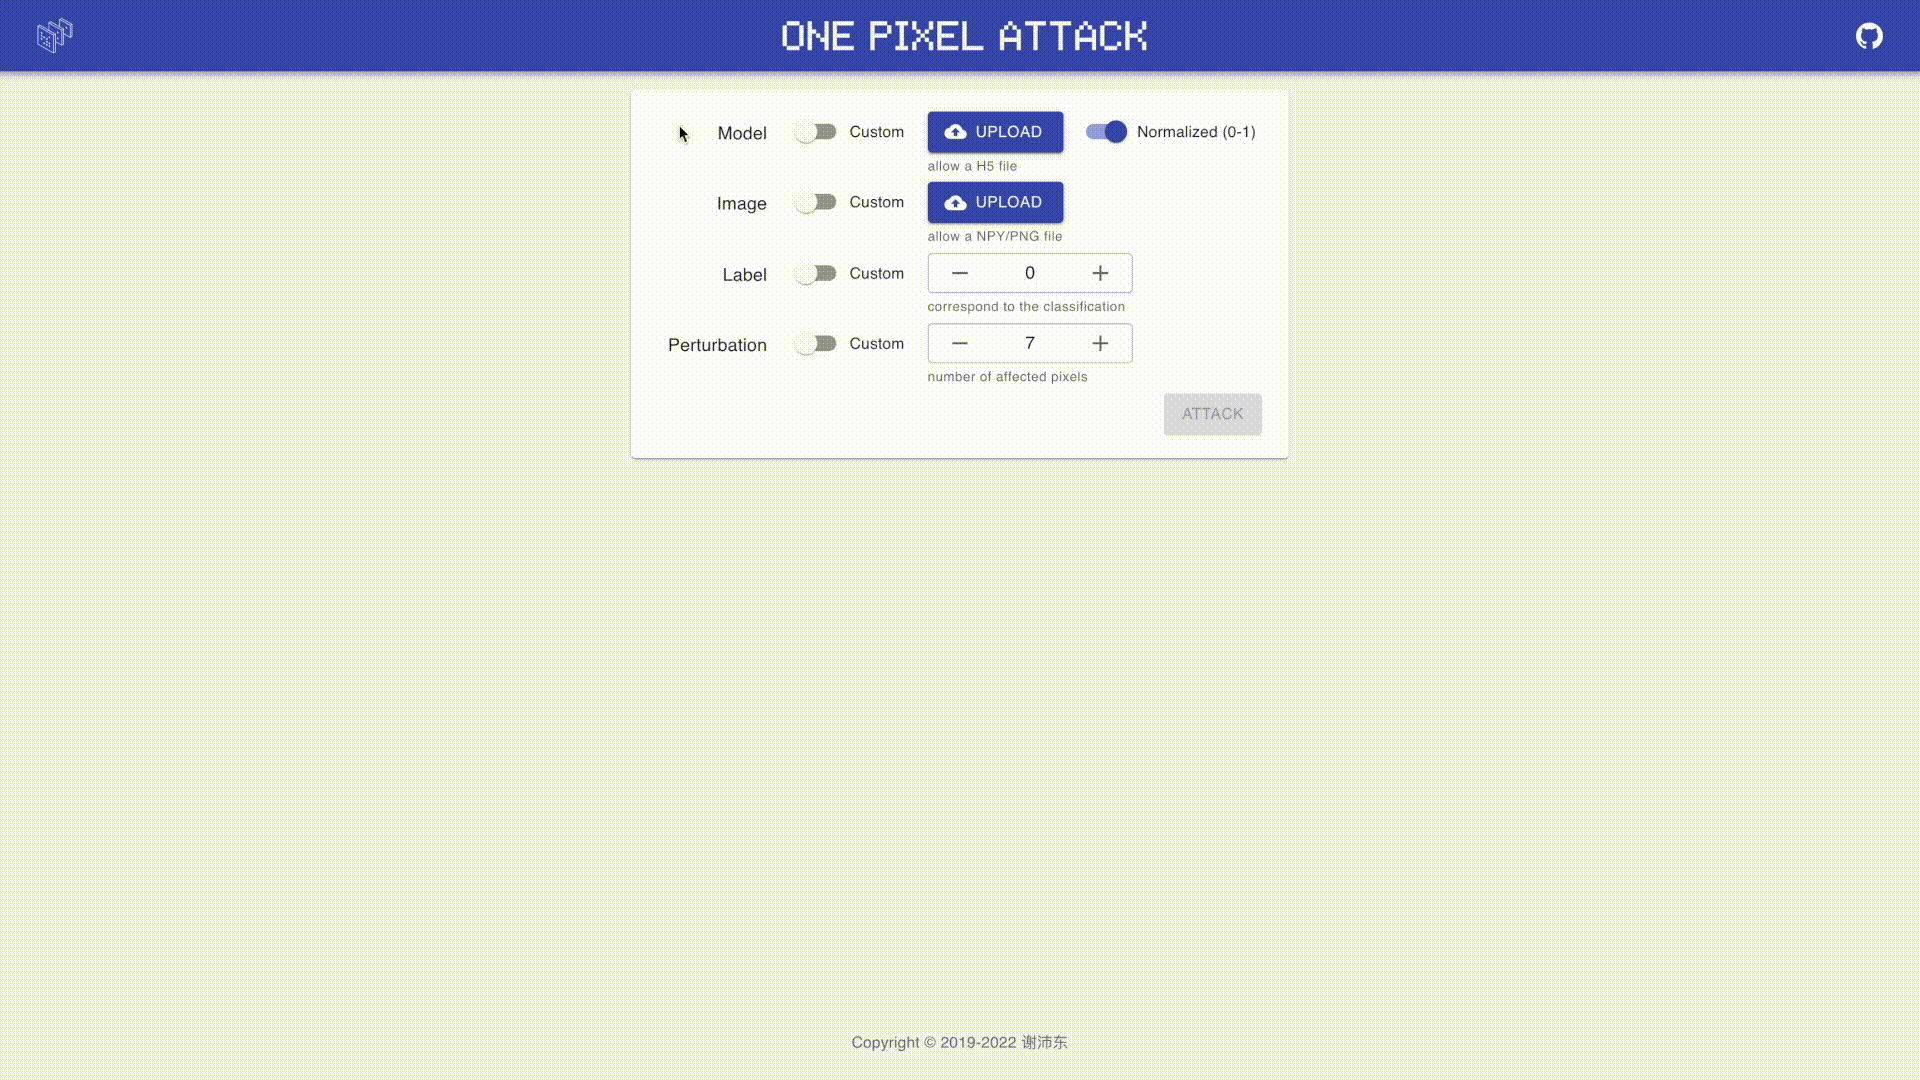 ONE PIXEL ATTACK
Model Custom UPLOAD Normalized (0-1)
allow a H5 file
Image Custom UPLOAD
allow a NPY/PNG file
Label Custom 0
correspond to the classification
Perturbation Custom 7
number of affected pixels
ATTACK
Copyright © 2019-2022 谢沛东